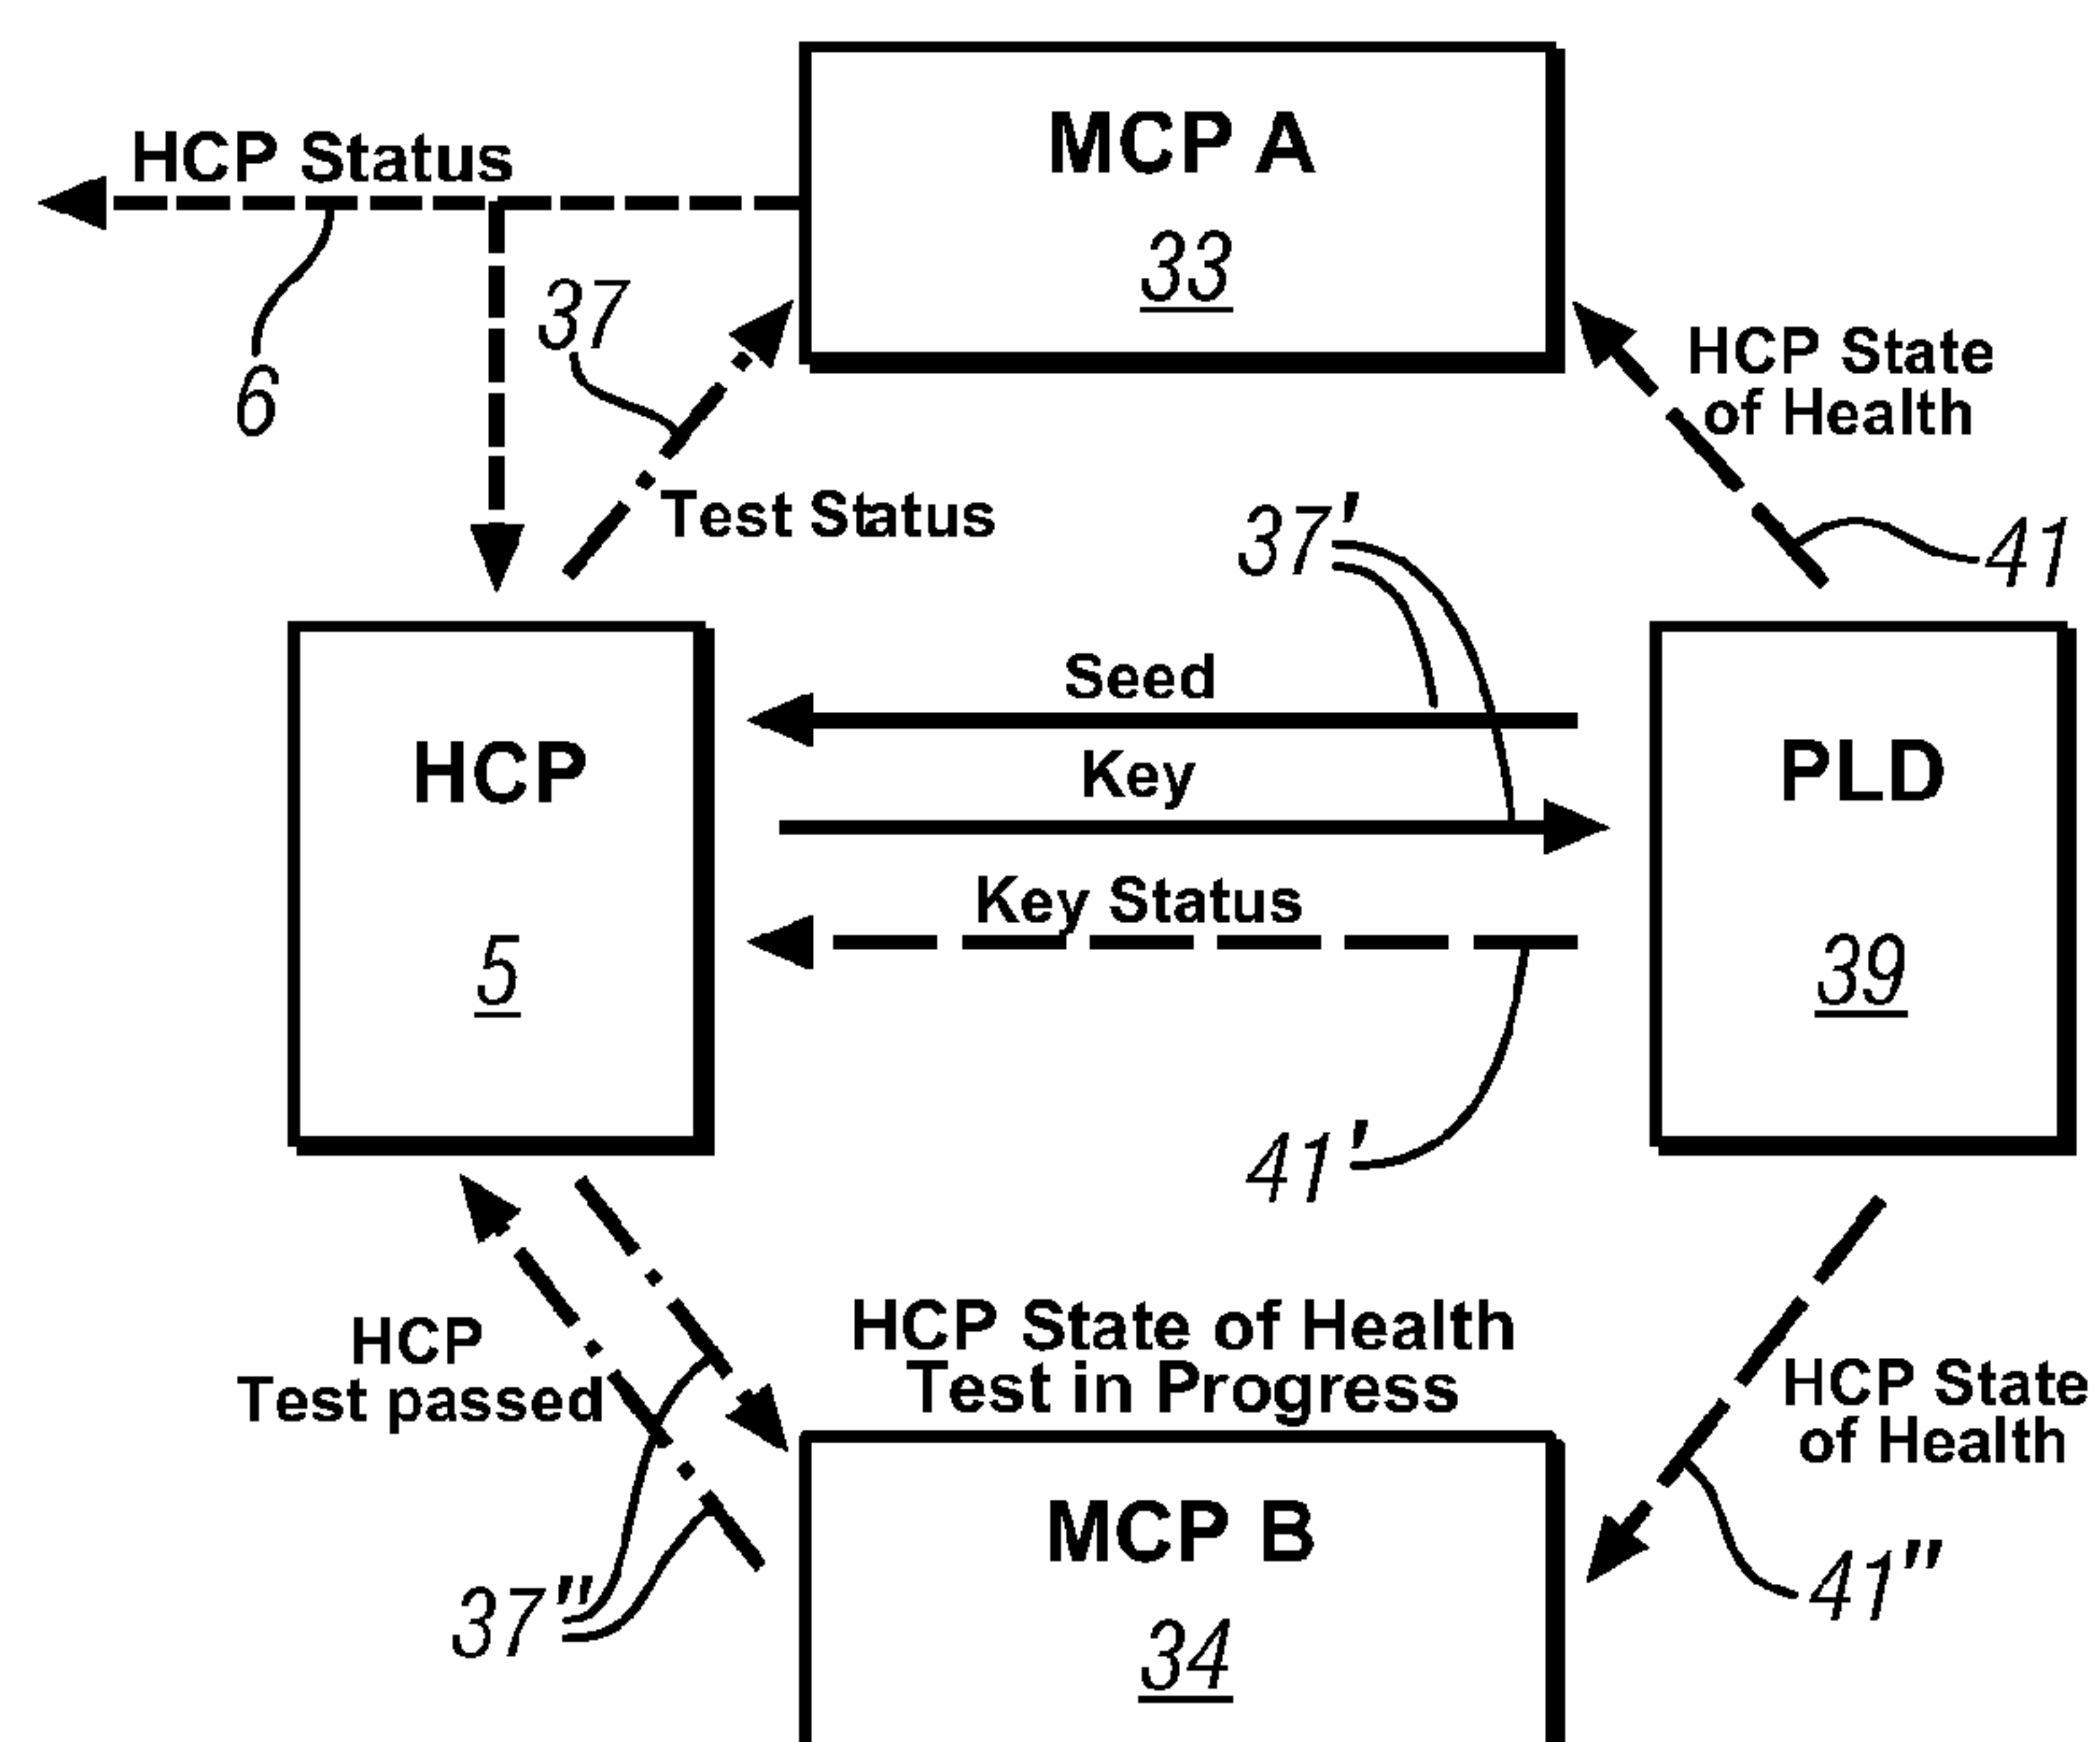 MCP A
33
HCP Status
6
37
Test Status
HCP State
of Health
41
37'
Seed
Key
Key Status
41'
HCP
5
PLD
39
HCP
Test passed
HCP State of Health
Test in Progress
HCP State
of Health
37"
41"
MCP B
34